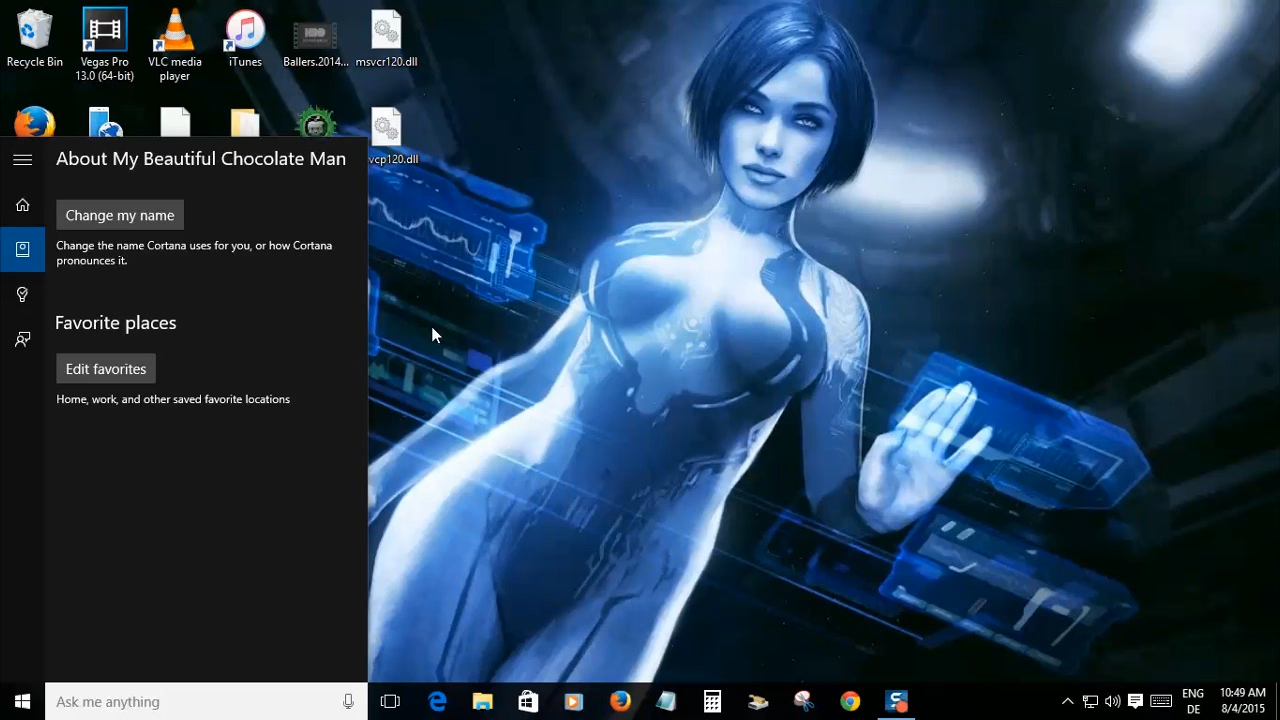 Recycle Bin
Vegas Pro
13.0 (64-bit)
VLC media
player
iTunes
Ballers.2014...
msvcr120.dll
vcp120.dll
About My Beautiful Chocolate Man
Change my name
Change the name Cortana uses for you, or how Cortana
pronounces it.
Favorite places
Edit favorites
Home, work, and other saved favorite locations
Ask me anything
ENG
DE
10:49 AM
8/4/2015